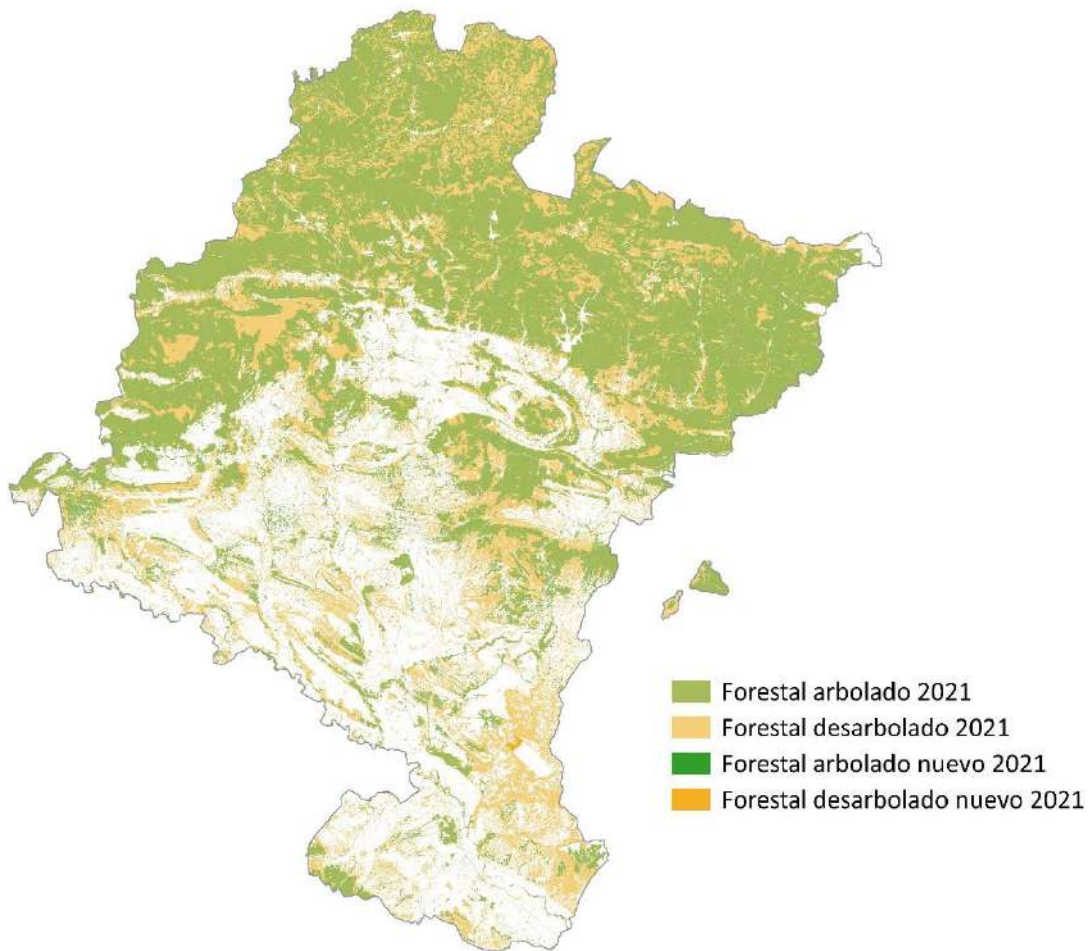 Forestal arbolado 2021
Forestal desarbolado 2021
Forestal arbolado nuevo 2021
Forestal desarbolado nuevo 2021